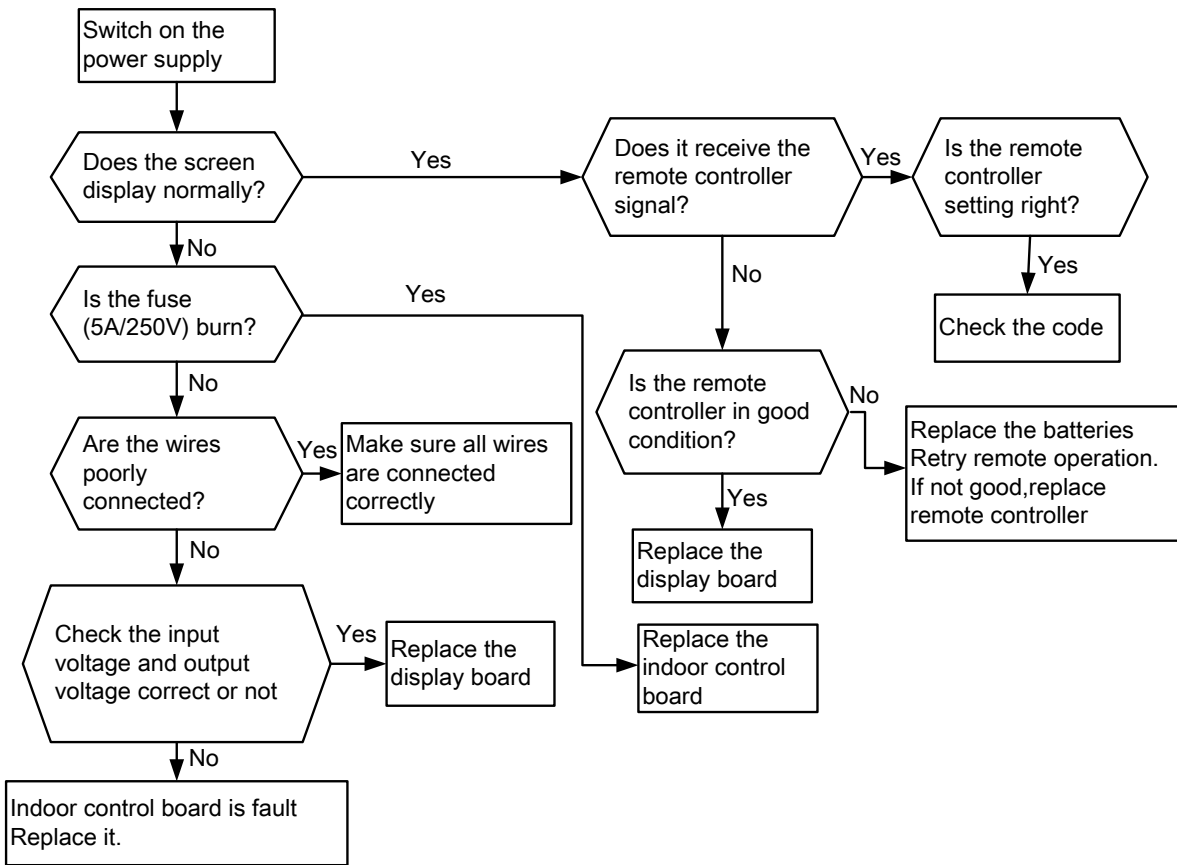 Switch on the
power supply
Does the screen
display normally?
Yes
Does it receive the
remote controller
signal?
Yes
Is the remote
controller
setting right?
No
Yes
Check the code
No
Is the fuse
(5A/250V) burn?
Yes
No
Is the remote
controller in good
condition?
No
Replace the batteries
Retry remote operation.
If not good,replace
remote controller
Are the wires
poorly
connected?
Yes
Make sure all wires
are connected
correctly
Yes
Replace the
display board
No
Check the input
voltage and output
voltage correct or not
Yes
Replace the
display board
Replace the
indoor control
board
No
Indoor control board is fault
Replace it.